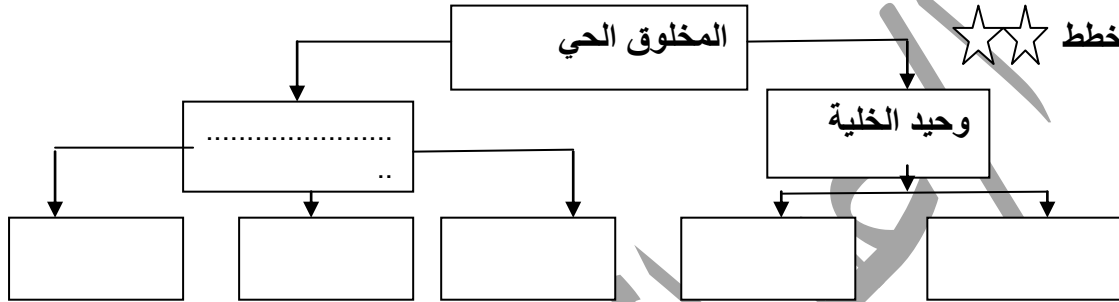 خطط
المخلوق الحي
وحيد الخلية
.......................
..